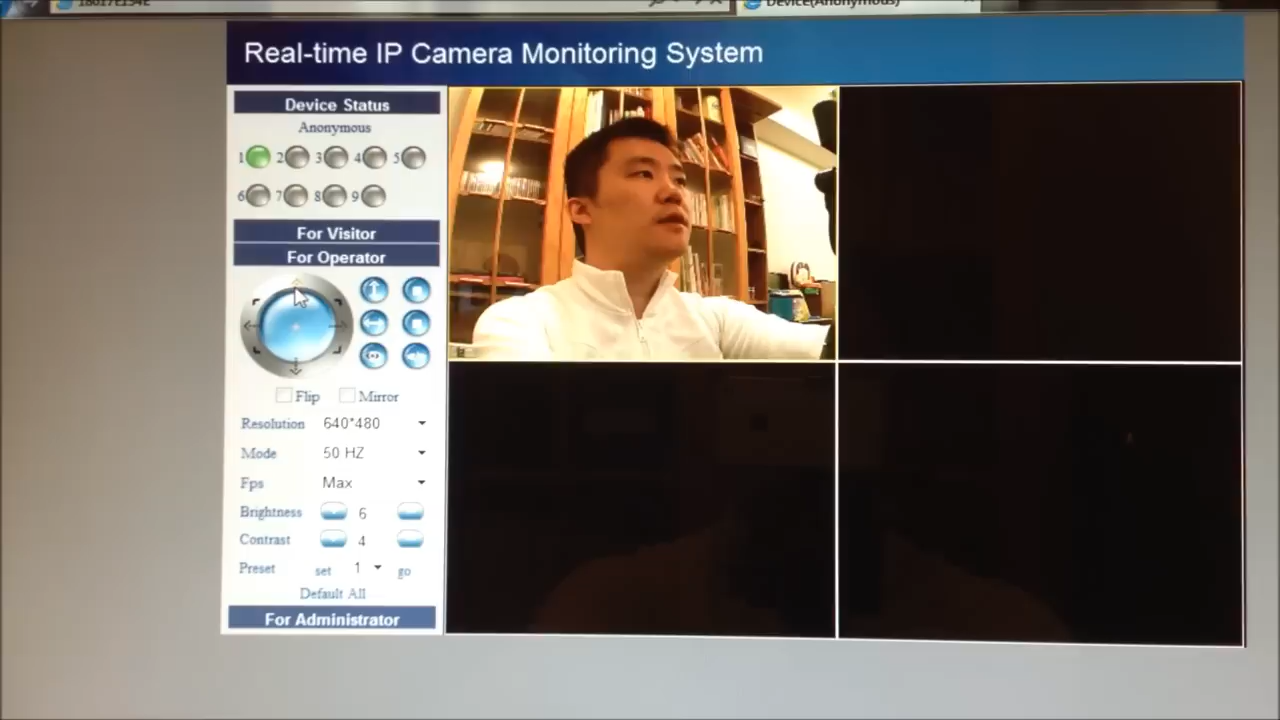 Device(Anonymous)
Real-time IP Camera Monitoring System
Device Status
Anonymous
1 2 3 4 5
6 7 8 9
For Visitor
For Operator
Flip Mirror
Resolution 640*480
Mode 50 HZ
Fps Max
Brightness 6
Contrast 4
Preset set 1 go
Default All
For Administrator